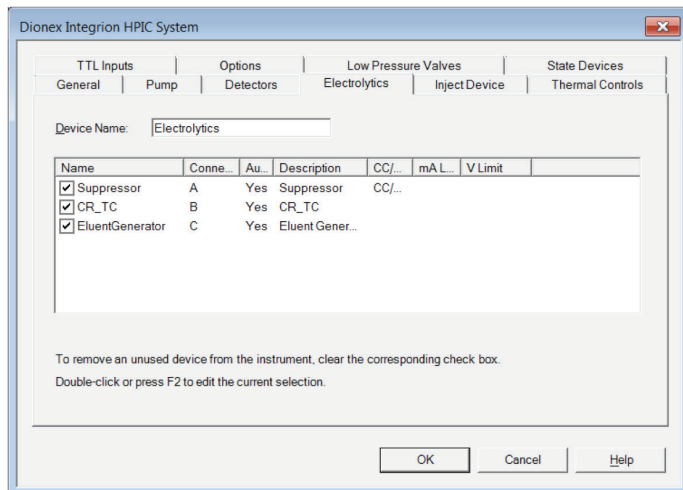 Dionex Integrion HPIC System
TTL Inputs Options Low Pressure Valves State Devices
General Pump Detectors Electrolytics Inject Device Thermal Controls
Device Name: Electrolytics
Name Conne... Au... Description CC/... mA L... V Limit
Suppressor A Yes Suppressor CC/...
CR_TC B Yes CR_TC
EluentGenerator C Yes Eluent Gener...
To remove an unused device from the instrument, clear the corresponding check box.
Double-click or press F2 to edit the current selection.
OK Cancel Help